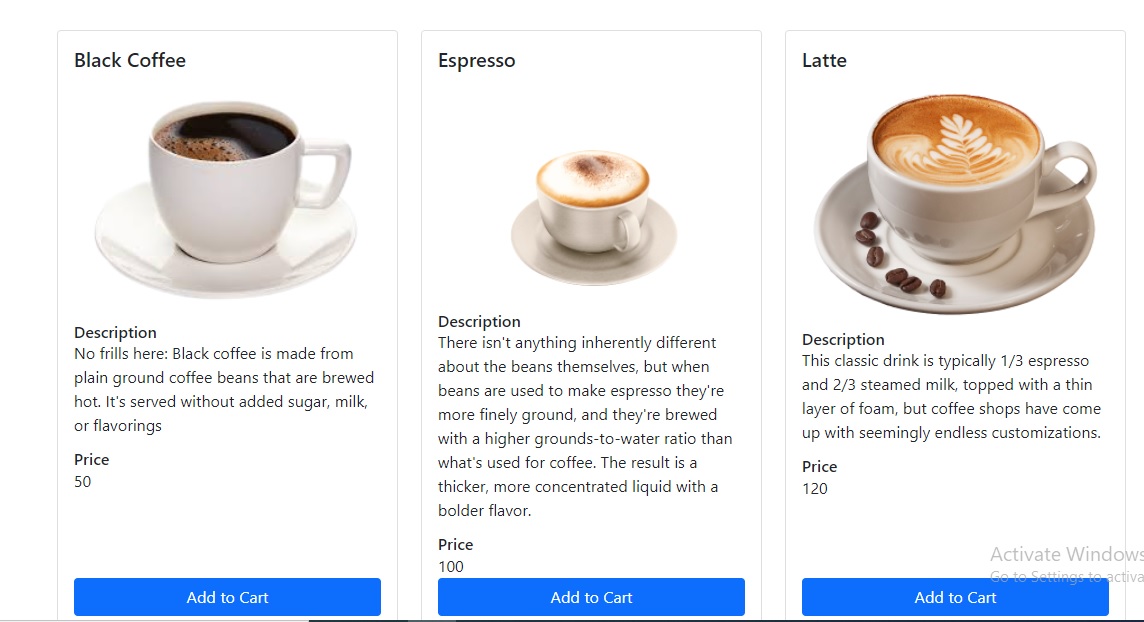 Black Coffee
Description
No frills here: Black coffee is made from
plain ground coffee beans that are brewed
hot. It's served without added sugar, milk,
or flavorings
Price
50
Add to Cart
Espresso
Description
There isn't anything inherently different
about the beans themselves, but when
beans are used to make espresso they're
more finely ground, and they're brewed
with a higher grounds-to-water ratio than
what's used for coffee. The result is a
thicker, more concentrated liquid with a
bolder flavor.
Price
100
Add to Cart
Latte
Description
This classic drink is typically 1/3 espresso
and 2/3 steamed milk, topped with a thin
layer of foam, but coffee shops have come
up with seemingly endless customizations.
Price
120
Add to Cart
Activate Windows
Go to Settings to activa